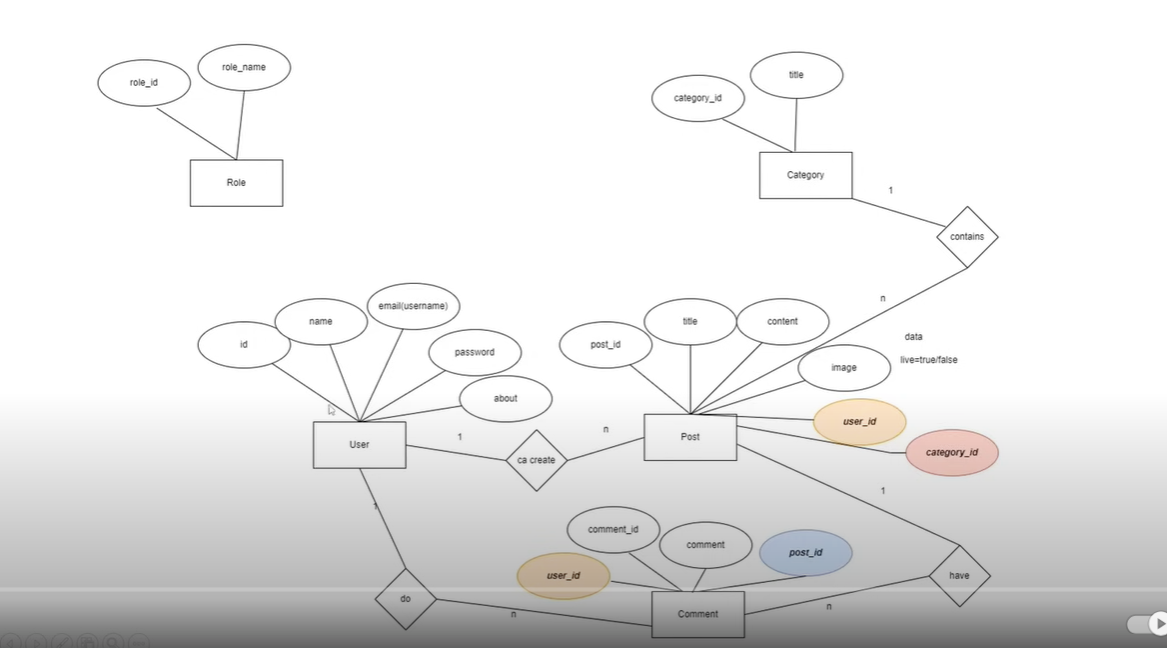 role_id
role_name
Role
category_id
title
Category
1
contains
n
data
live=true/false
id
name
email(username)
password
about
User
1
ca create
n
post_id
title
content
image
user_id
category_id
Post
1
1
do
n
comment_id
comment
post_id
user_id
Comment
n
have